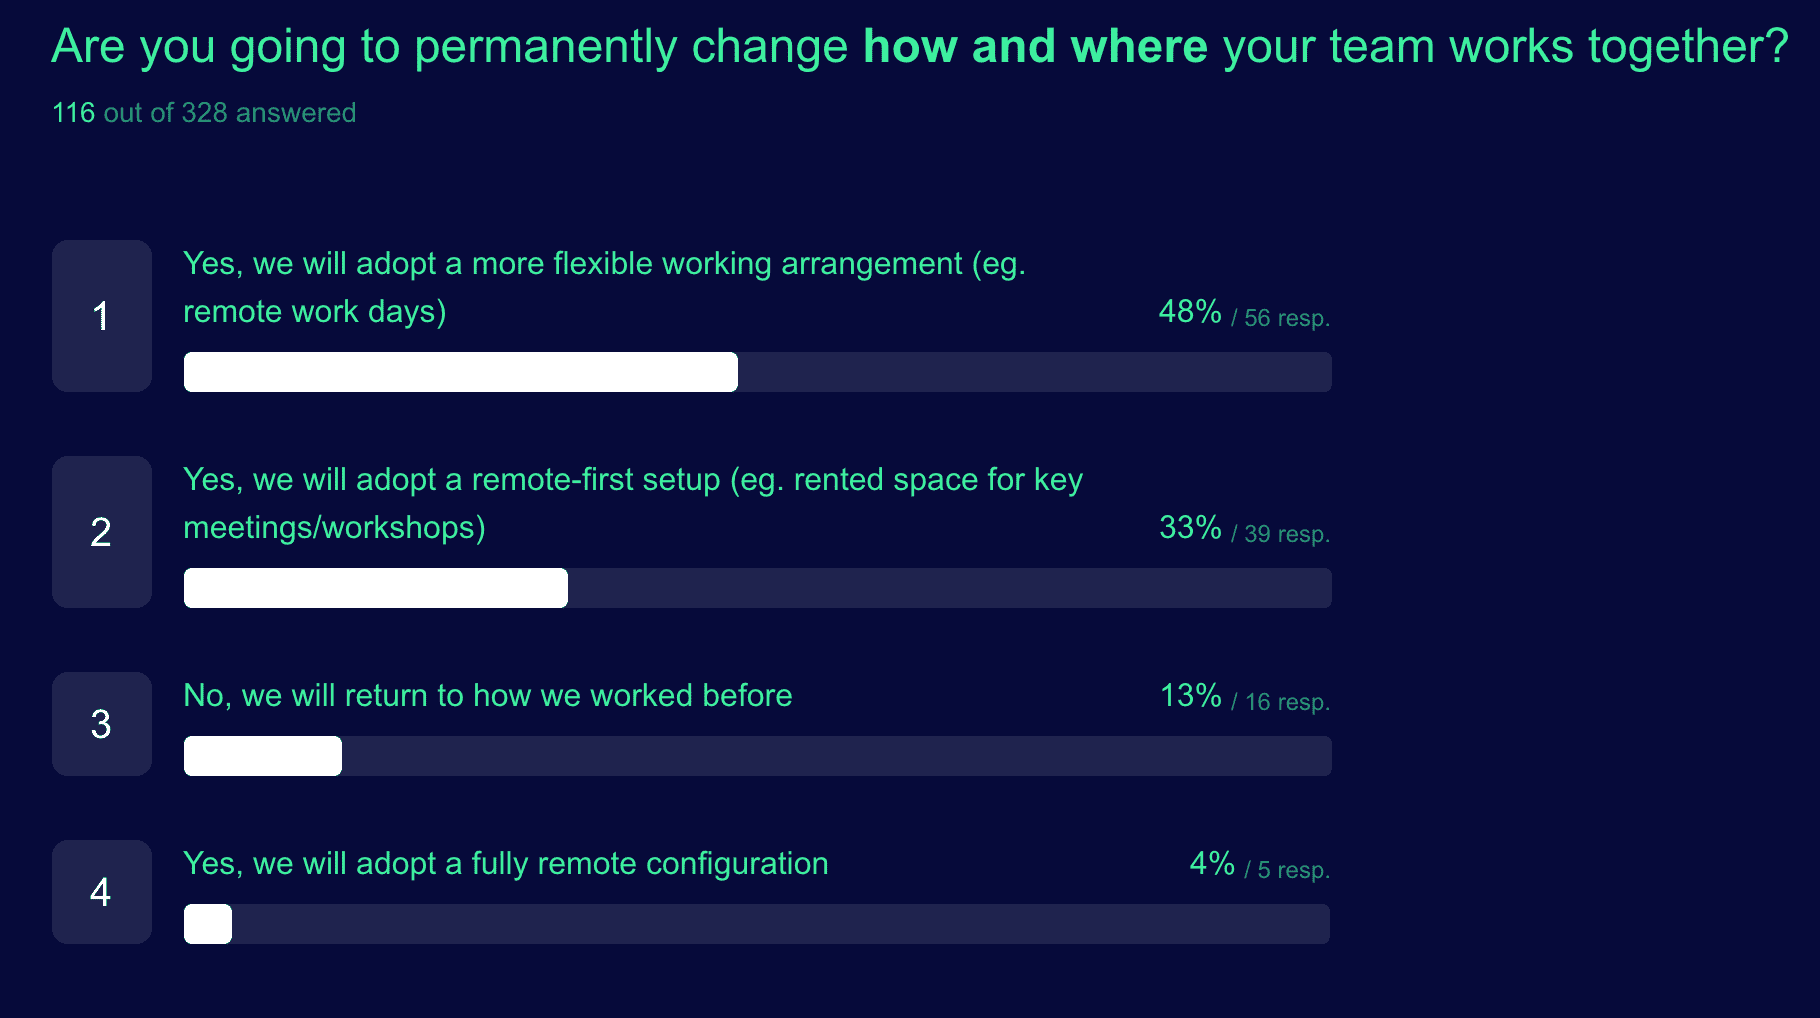 Are you going to permanently change how and where your team works together?
116 out of 328 answered
1
Yes, we will adopt a more flexible working arrangement (eg.
remote work days)
48% / 56 resp.
2
Yes, we will adopt a remote-first setup (eg. rented space for key
meetings/workshops)
33% / 39 resp.
3
No, we will return to how we worked before
13% / 16 resp.
4
Yes, we will adopt a fully remote configuration
4% / 5 resp.